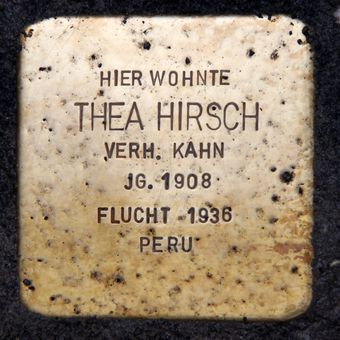 HIER WOHNTE
THEA HIRSCH
VERH. KAHN
JG. 1908
FLUCHT 1936
PERU